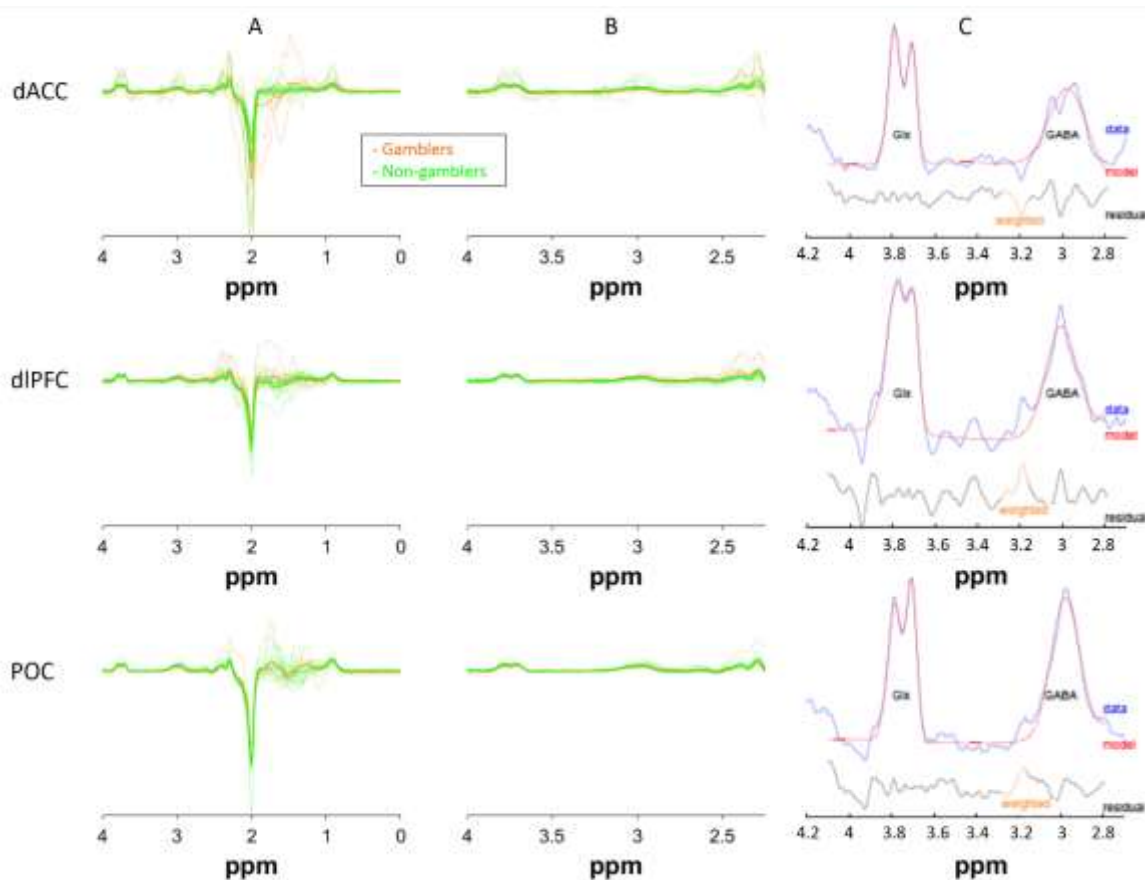 A B C
dACC
- Gamblers
- Non-gamblers
Glx GABA
data
model
weighted
residual
4 3 2 1 0
4 3.5 3 2.5
4.2 4 3.8 3.6 3.4 3.2 3 2.8
ppm ppm ppm
dlPFC
Glx GABA
data
model
weighted
residual
4 3 2 1 0
4 3.5 3 2.5
4.2 4 3.8 3.6 3.4 3.2 3 2.8
ppm ppm ppm
POC
Glx GABA
data
model
weighted
residual
4 3 2 1 0
4 3.5 3 2.5
4.2 4 3.8 3.6 3.4 3.2 3 2.8
ppm ppm ppm